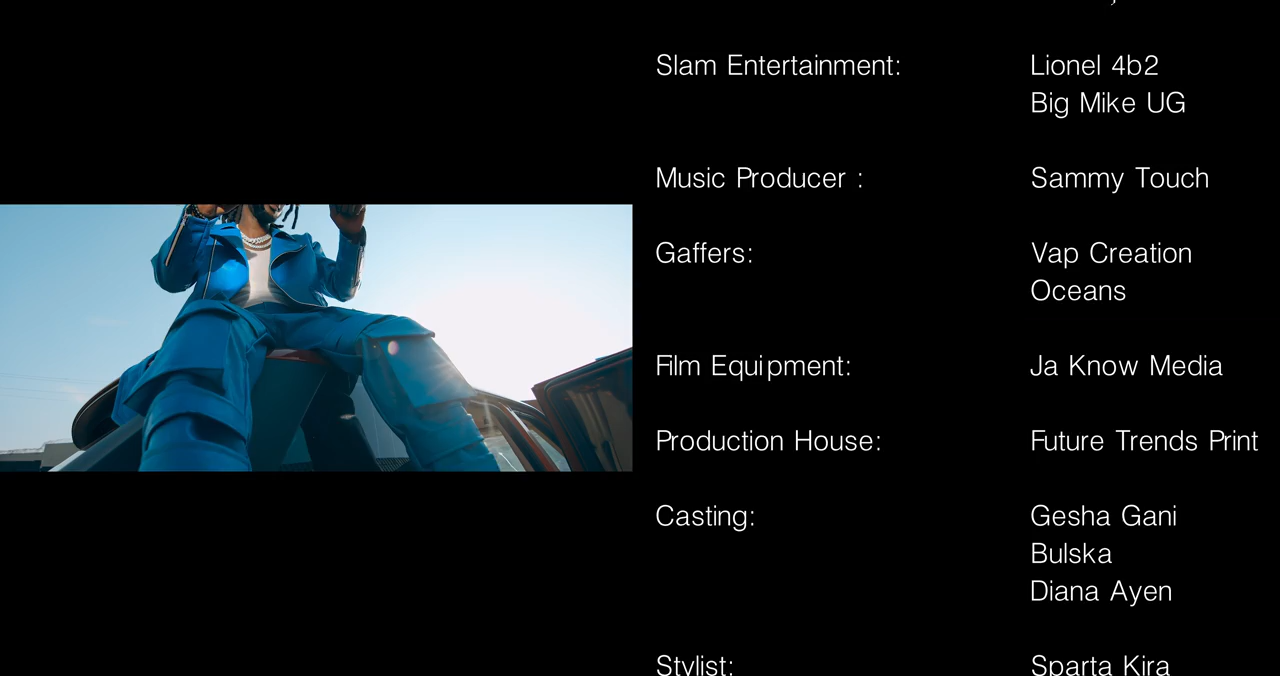 Slam Entertainment: Lionel 4b2
Big Mike UG
Music Producer : Sammy Touch
Gaffers: Vap Creation
Oceans
Film Equipment: Ja Know Media
Production House: Future Trends Print
Casting: Gesha Gani
Bulska
Diana Ayen
Stylist: Sparta Kira